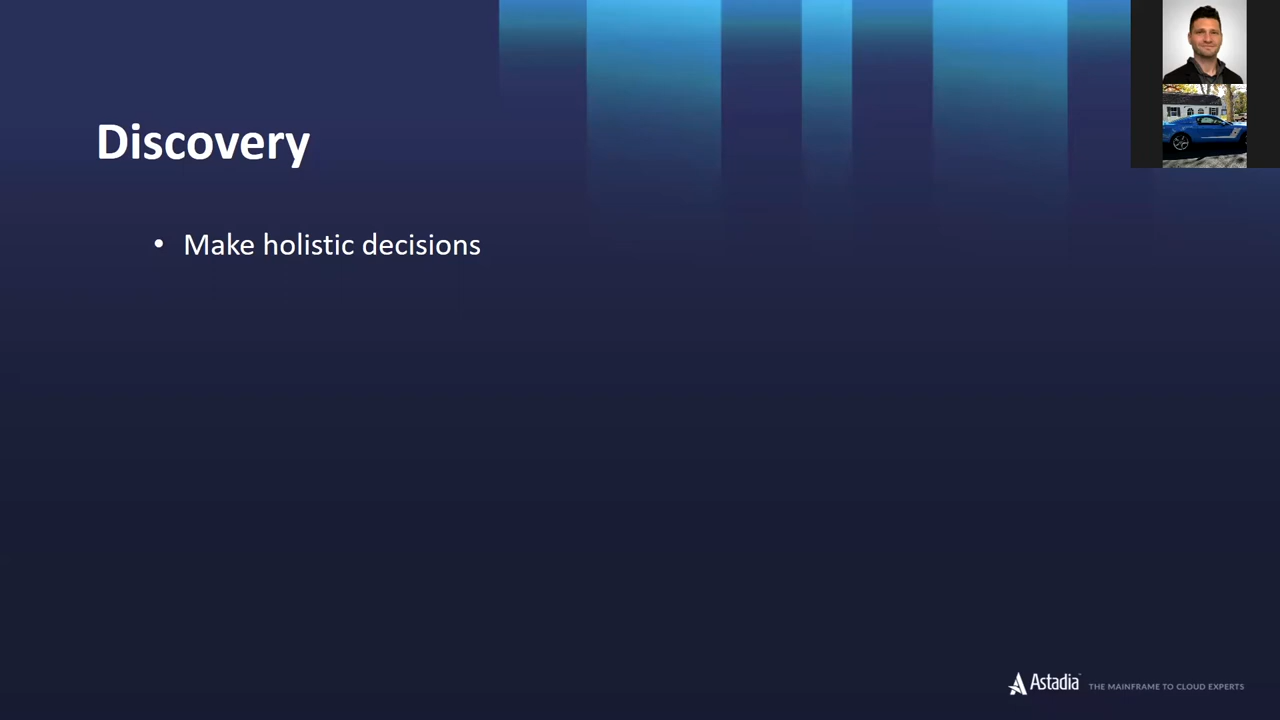 Discovery
• Make holistic decisions
Astadia THE MAINFRAME TO CLOUD EXPERTS